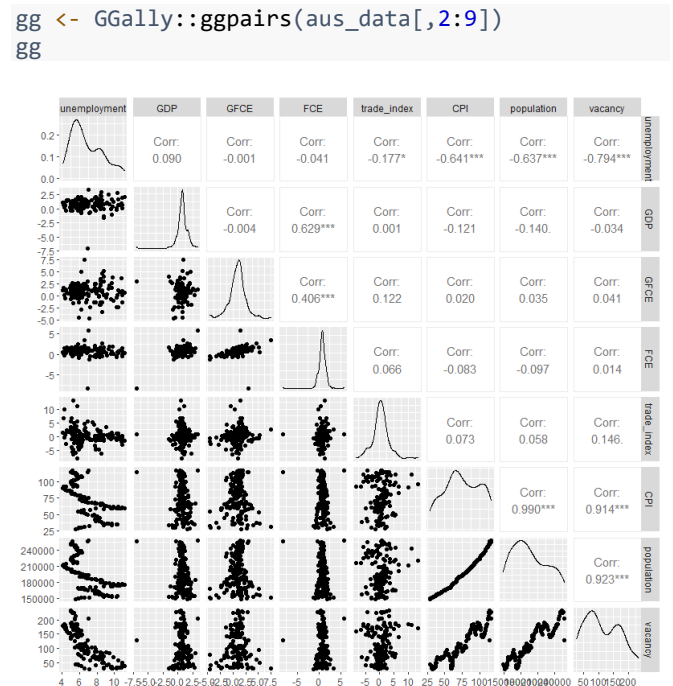 gg <- GGally::ggpairs(aus_data[,2:9])
gg
unemployment GDP GFCE FCE trade_index CPI population vacancy
Corr: Corr: Corr: Corr: Corr: Corr: Corr:
0.090 -0.001 -0.041 -0.177* -0.641*** -0.637*** -0.794***
unemployment
0.2
0.1
0.0
Corr: Corr: Corr: Corr: Corr: Corr:
-0.004 0.629*** 0.001 -0.121 -0.140. -0.034
GDP
2.5
0.0
-2.5
-5.0
-7.5
Corr: Corr: Corr: Corr: Corr:
0.406*** 0.122 0.020 0.035 0.041
GFCE
7.5
5.0
2.5
0.0
-2.5
-5.0
Corr: Corr: Corr: Corr:
0.066 -0.083 -0.097 0.014
FCE
5
0
-5
Corr: Corr: Corr:
0.073 0.058 0.146.
trade_index
10
5
0
-5
Corr: Corr:
0.990*** 0.914***
CPI
100
75
50
25
Corr:
0.923***
population
240000
210000
180000
150000
vacancy
200
150
100
50
4 6 8 10 -5 0 5 -5 0 5 10 25 50 75 100 50 100 150 200